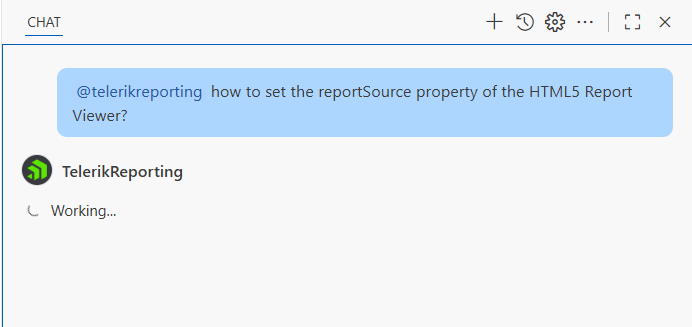 CHAT
@telerikreporting how to set the reportSource property of the HTML5 Report
Viewer?
TelerikReporting
Working...